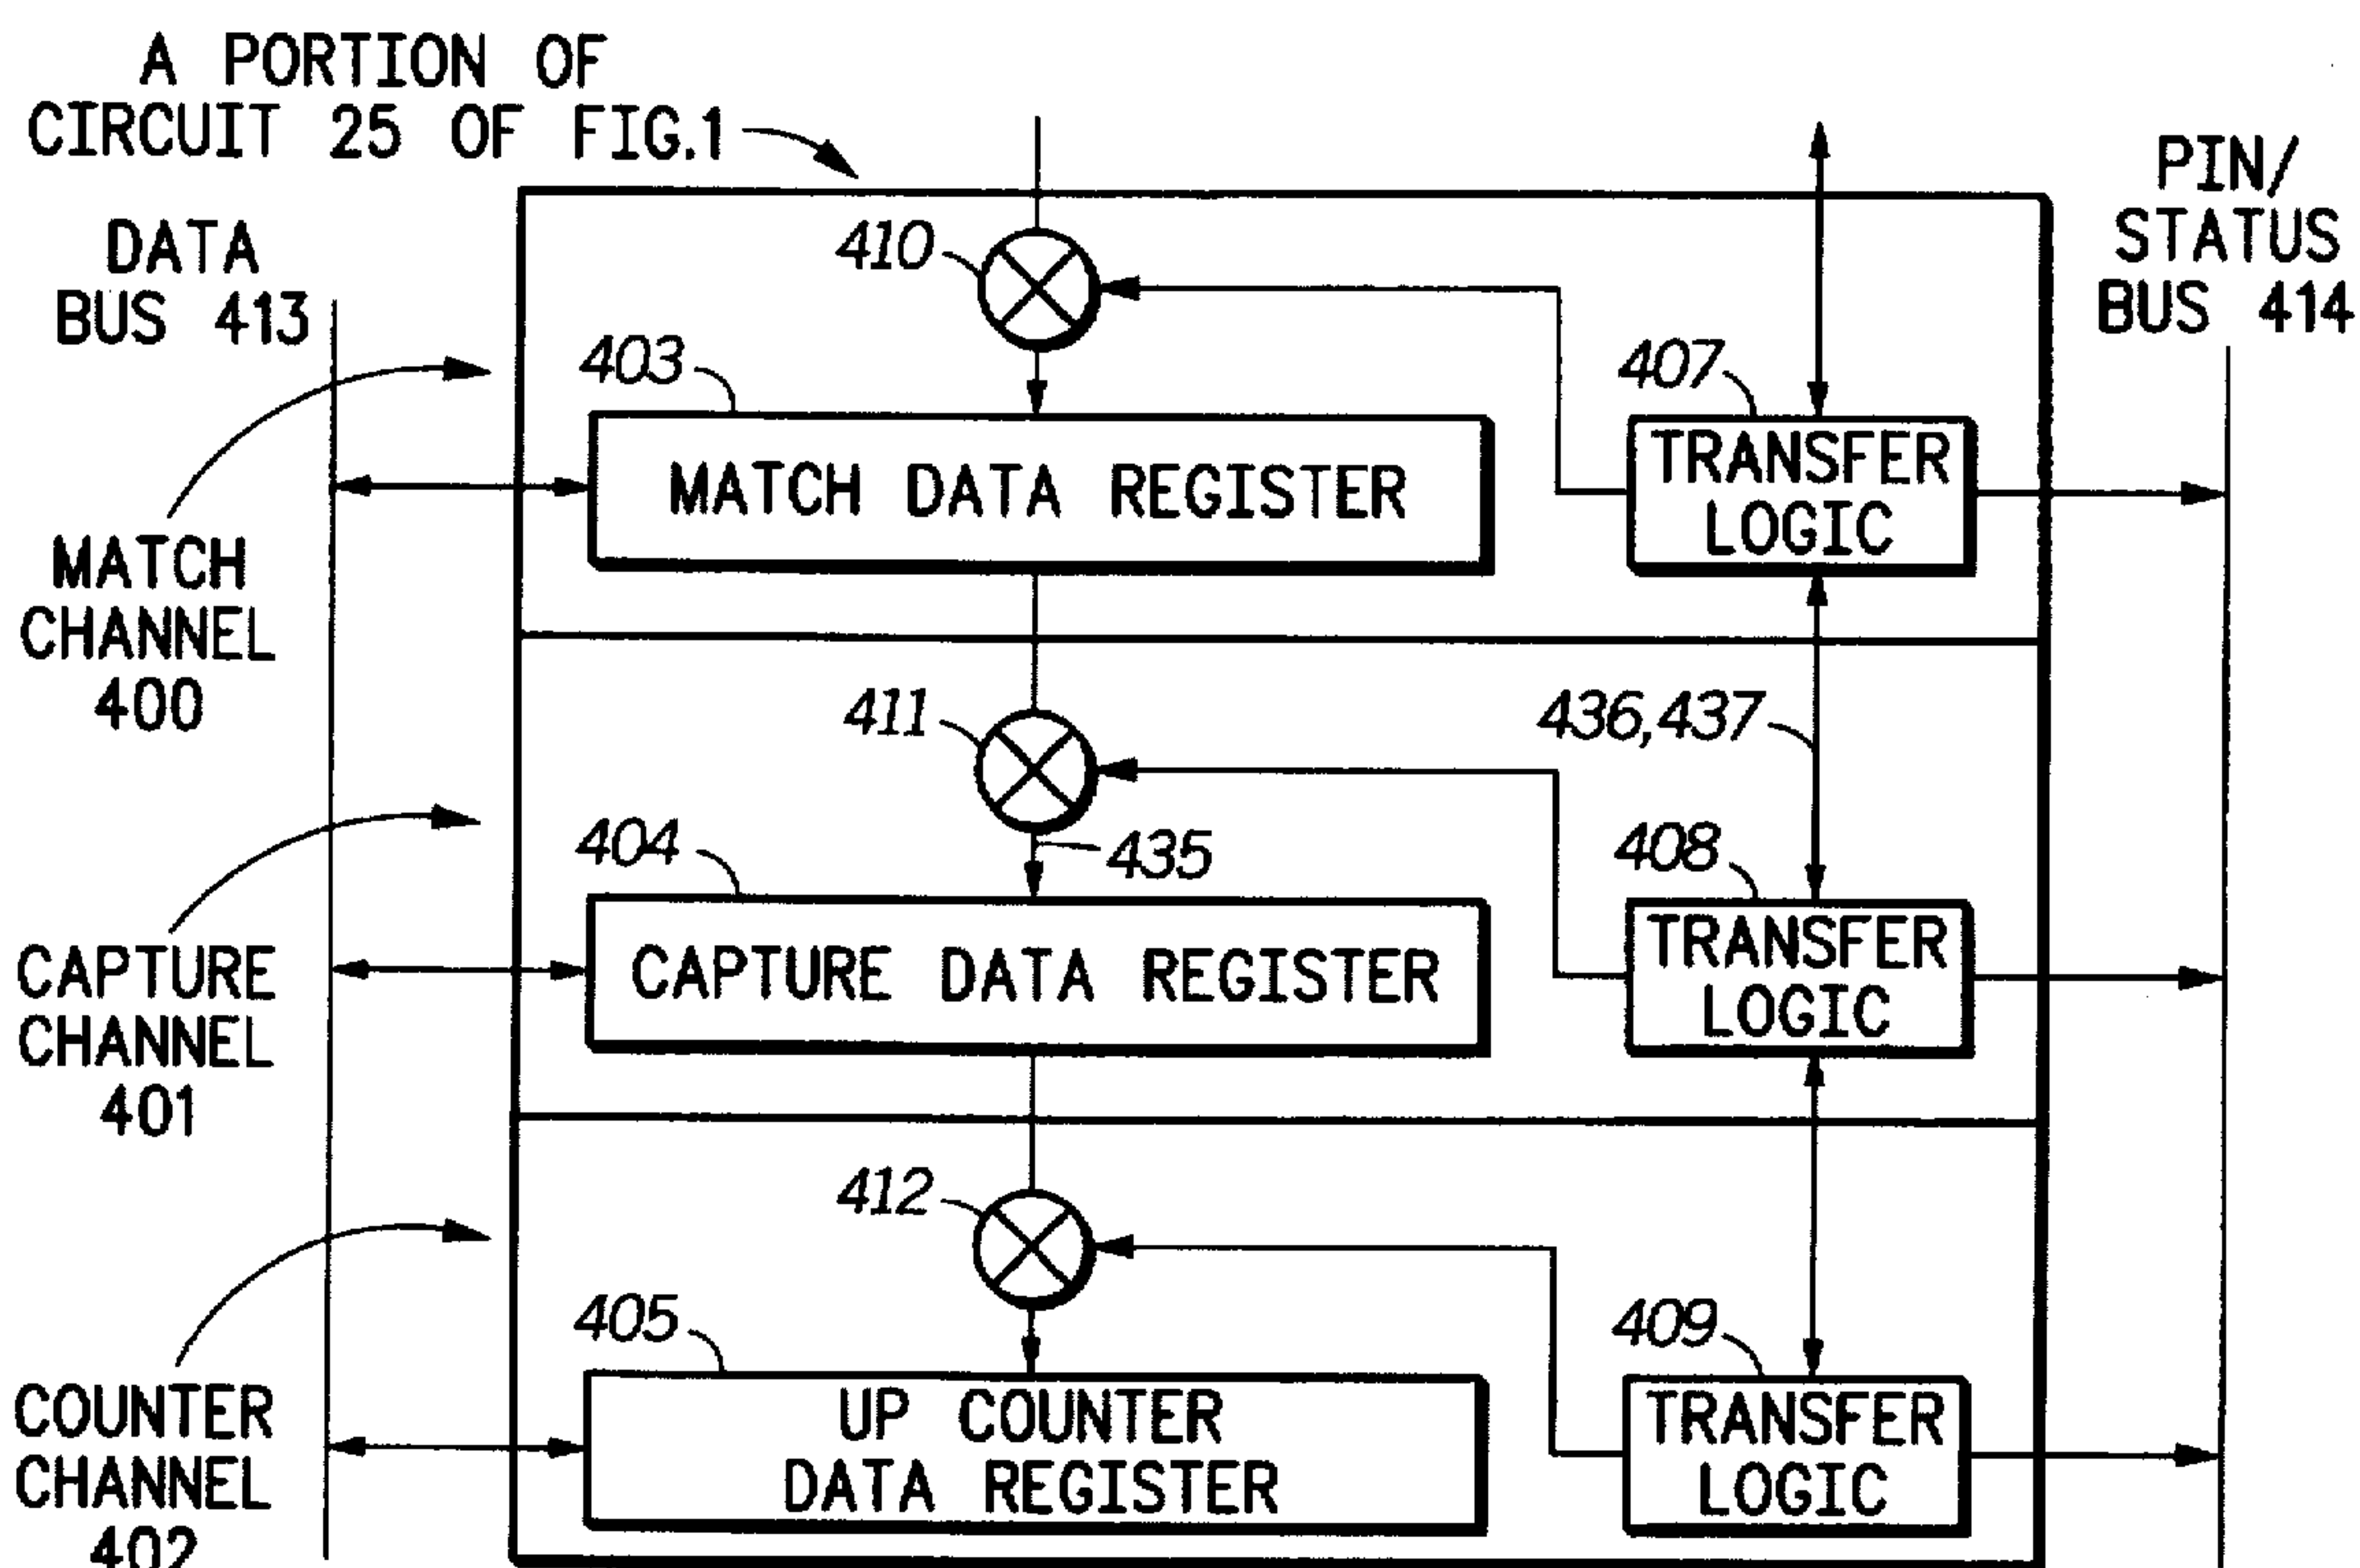 A PORTION OF
CIRCUIT 25 OF FIG.1
DATA
BUS 413
PIN/
STATUS
BUS 414
410
403
407
MATCH DATA REGISTER
TRANSFER
LOGIC
MATCH
CHANNEL
400
411
436,437
435
404
408
CAPTURE DATA REGISTER
TRANSFER
LOGIC
CAPTURE
CHANNEL
401
412
405
409
UP COUNTER
DATA REGISTER
TRANSFER
LOGIC
COUNTER
CHANNEL
402